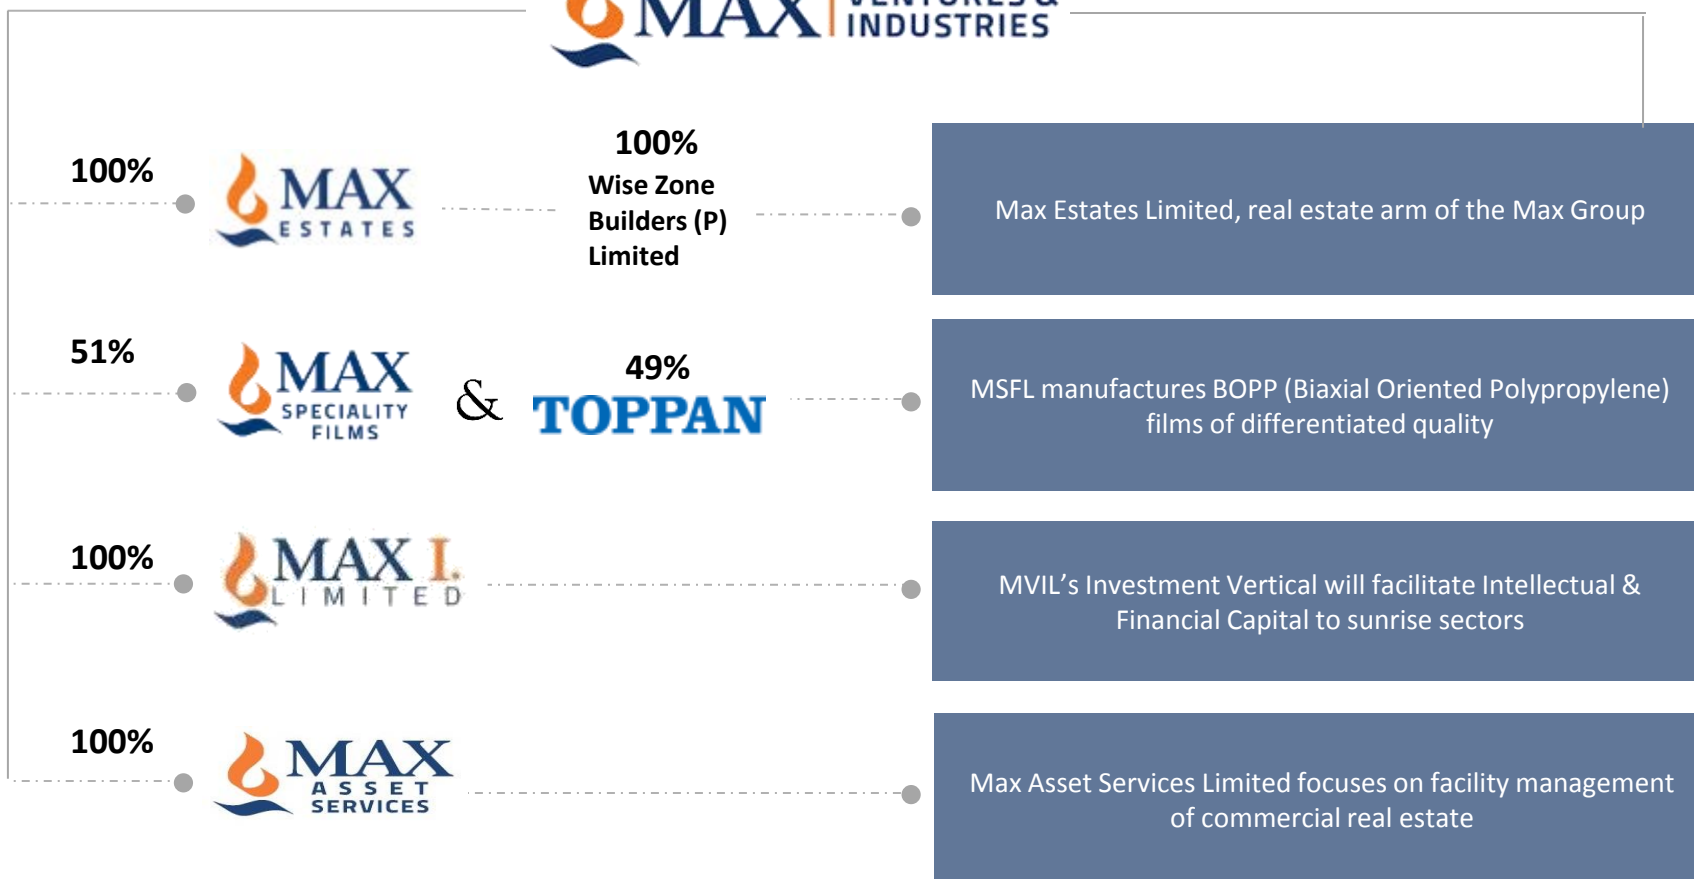 MAX VENTURES &
INDUSTRIES
100%
MAX
ESTATES
100%
Wise Zone
Builders (P)
Limited
Max Estates Limited, real estate arm of the Max Group
51%
MAX
SPECIALITY
FILMS
&
49%
TOPPAN
MSFL manufactures BOPP (Biaxial Oriented Polypropylene)
films of differentiated quality
100%
MAX I.
LIMITED
MVIL’s Investment Vertical will facilitate Intellectual &
Financial Capital to sunrise sectors
100%
MAX
ASSET
SERVICES
Max Asset Services Limited focuses on facility management
of commercial real estate